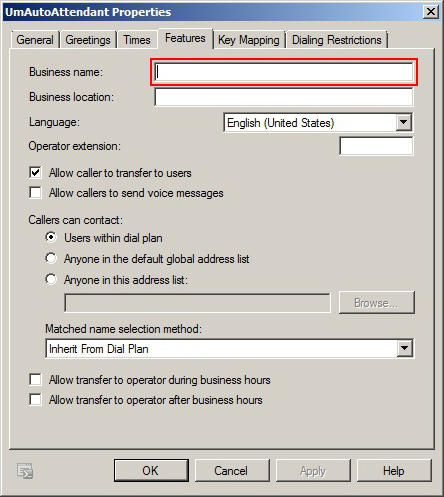 UmAutoAttendant Properties
General Greetings Times Features Key Mapping Dialing Restrictions
Business name:
Business location:
Language: English (United States)
Operator extension:
Allow caller to transfer to users
Allow callers to send voice messages
Callers can contact:
Users within dial plan
Anyone in the default global address list
Anyone in this address list:
Browse...
Matched name selection method:
Inherit From Dial Plan
Allow transfer to operator during business hours
Allow transfer to operator after business hours
OK Cancel Apply Help